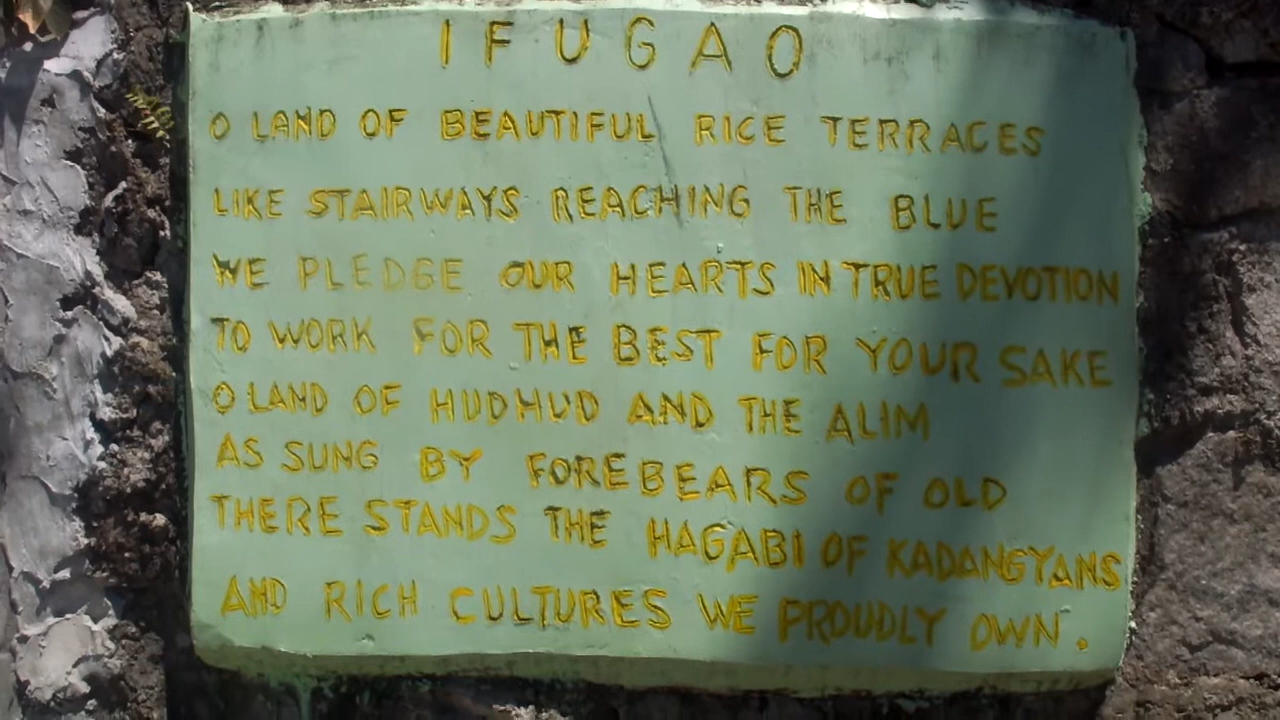 IFUGAO
O LAND OF BEAUTIFUL RICE TERRACES
LIKE STAIRWAYS REACHING THE BLUE
WE PLEDGE OUR HEARTS IN TRUE DEVOTION
TO WORK FOR THE BEST FOR YOUR SAKE
O LAND OF HUDHUD AND THE ALIM
AS SUNG BY FOREBEARS OF OLD
THERE STANDS THE HAGABI OF KADANGYANS
AND RICH CULTURES WE PROUDLY OWN.